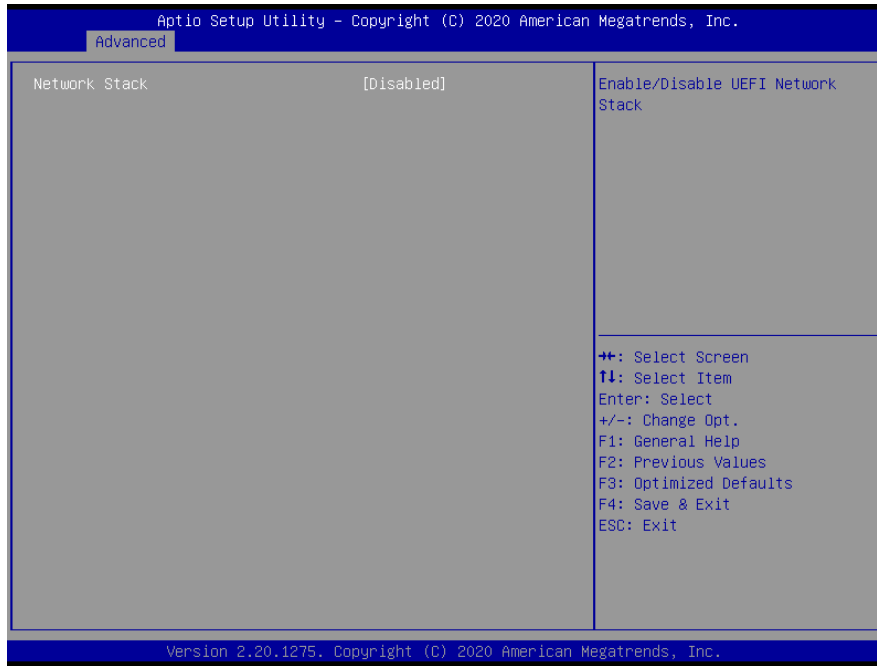 Aptio Setup Utility – Copyright (C) 2020 American Megatrends, Inc.
Advanced
Network Stack [Disabled]
Enable/Disable UEFI Network
Stack
→←: Select Screen
↑↓: Select Item
Enter: Select
+/-: Change Opt.
F1: General Help
F2: Previous Values
F3: Optimized Defaults
F4: Save & Exit
ESC: Exit
Version 2.20.1275. Copyright (C) 2020 American Megatrends, Inc.